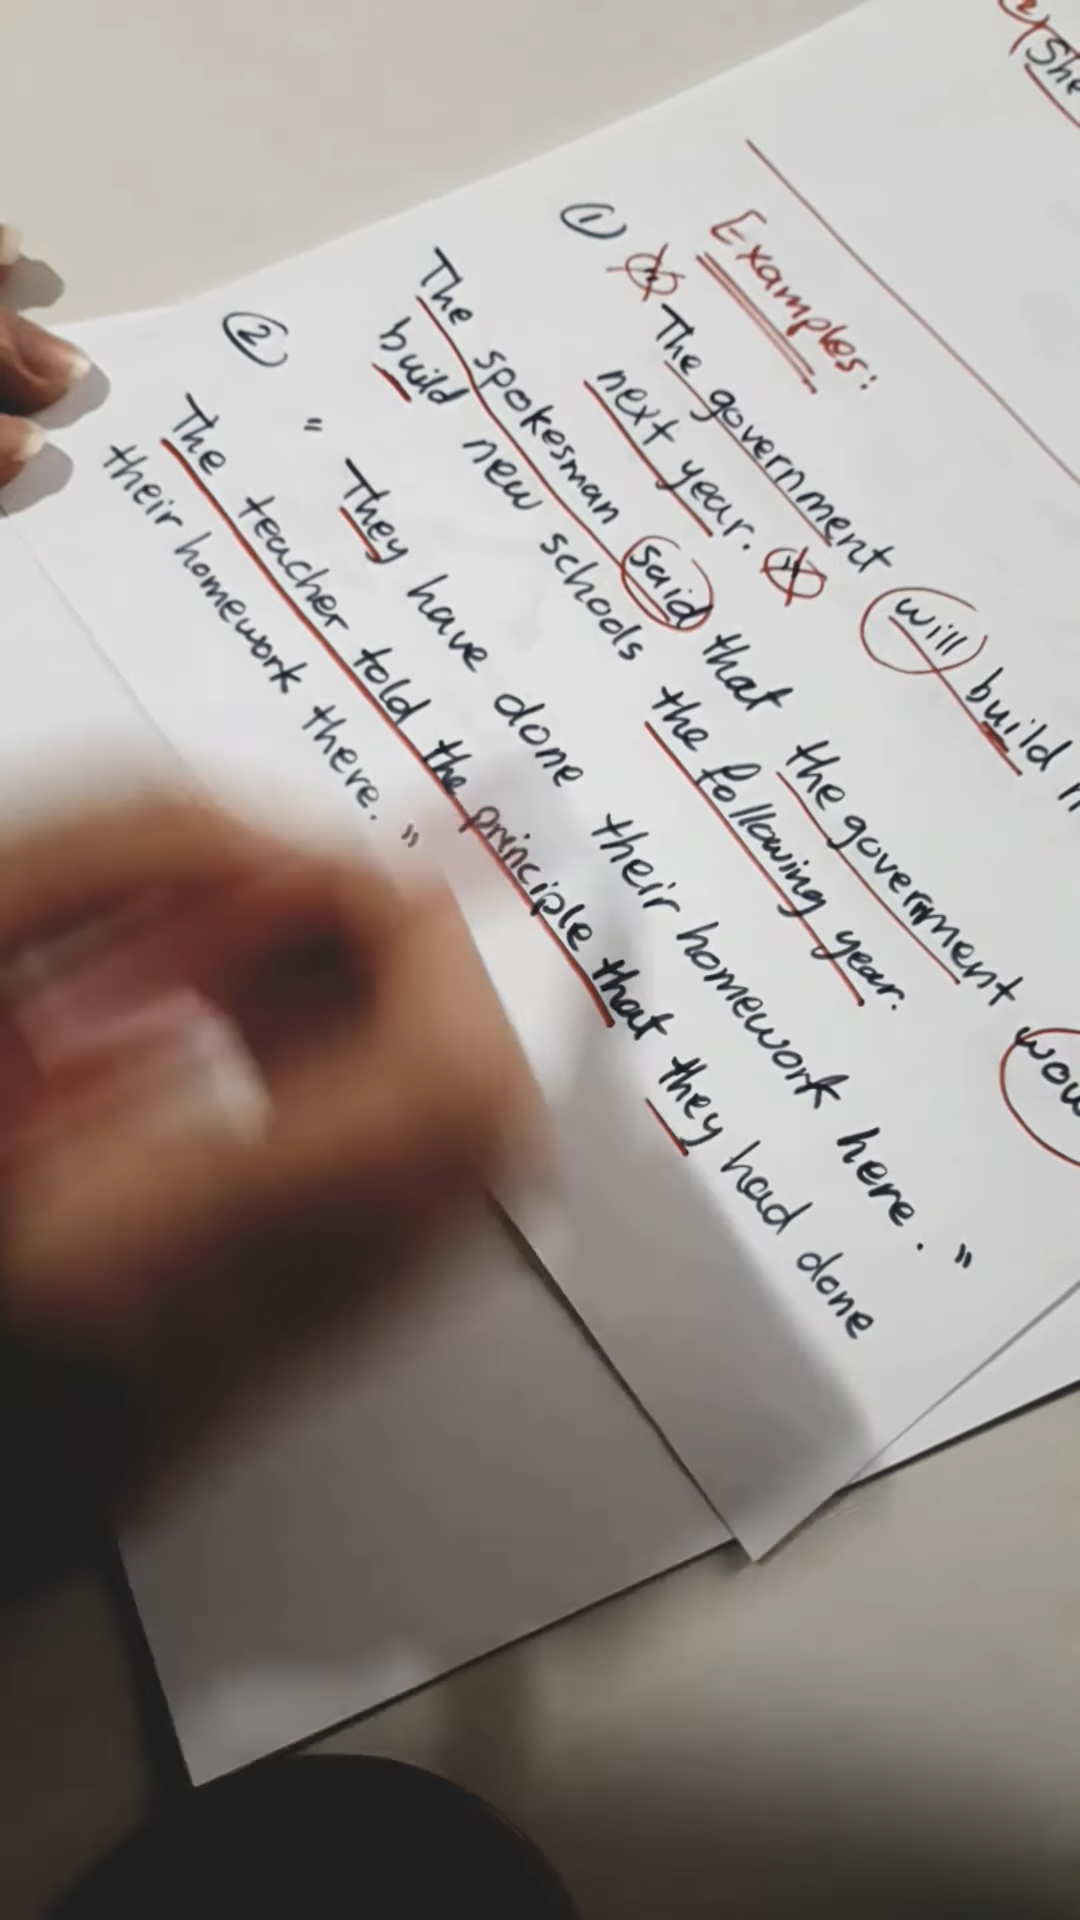 She
Examples:
① The government will build
next year.
The spokesman said that the government
build new schools the following year.
② " They have done their homework here. "
The teacher told the principle that they had done
their homework there. "